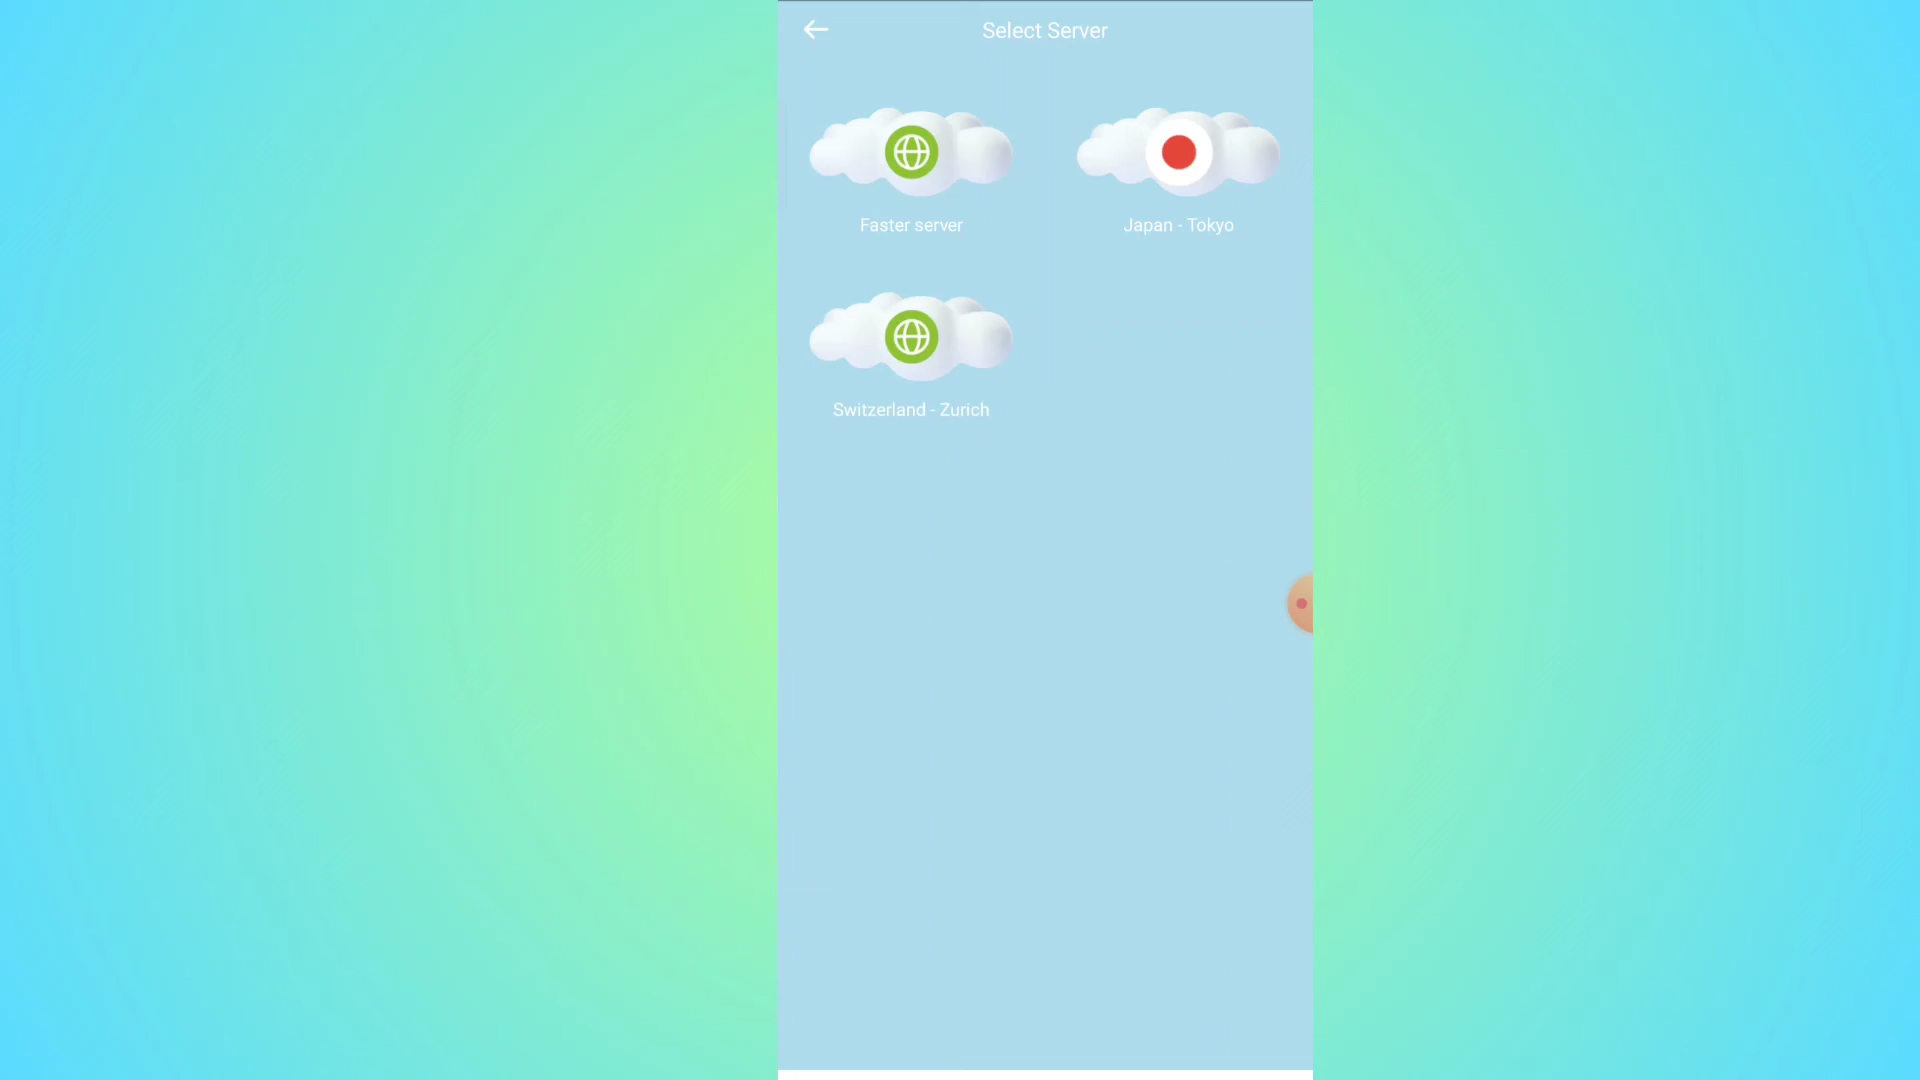 Select Server
Faster server
Japan - Tokyo
Switzerland - Zurich